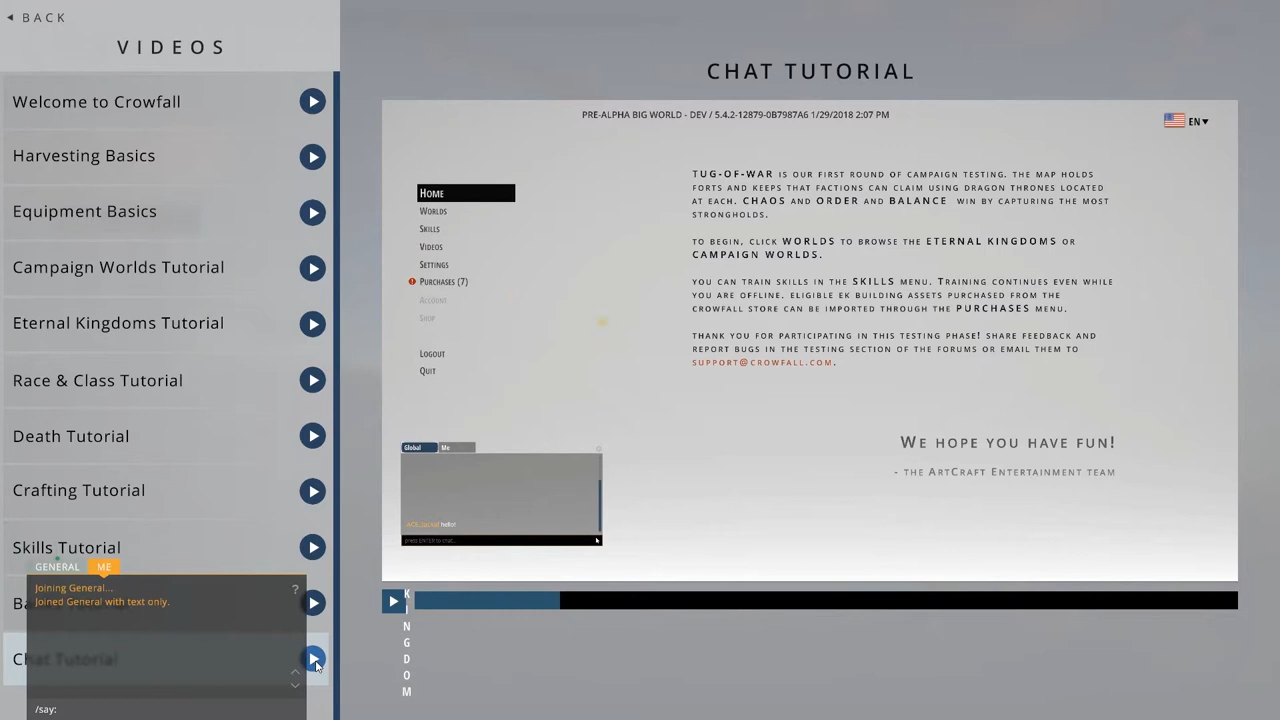 BACK
VIDEOS
Welcome to Crowfall
Harvesting Basics
Equipment Basics
Campaign Worlds Tutorial
Eternal Kingdoms Tutorial
Race & Class Tutorial
Death Tutorial
Crafting Tutorial
Skills Tutorial
GENERAL ME
Joining General...
?
Joined General with text only.
Ba
Chat Tutorial
/say:
CHAT TUTORIAL
PRE-ALPHA BIG WORLD - DEV / 5.4.2-12879-0B7987A6 1/29/2018 2:07 PM
EN
HOME
WORLDS
SKILLS
VIDEOS
SETTINGS
PURCHASES (7)
ACCOUNT
SHOP
LOGOUT
QUIT
TUG-OF-WAR IS OUR FIRST ROUND OF CAMPAIGN TESTING. THE MAP HOLDS
FORTS AND KEEPS THAT FACTIONS CAN CLAIM USING DRAGON THRONES LOCATED
AT EACH. CHAOS AND ORDER AND BALANCE WIN BY CAPTURING THE MOST
STRONGHOLDS.
TO BEGIN, CLICK WORLDS TO BROWSE THE ETERNAL KINGDOMS OR
CAMPAIGN WORLDS.
YOU CAN TRAIN SKILLS IN THE SKILLS MENU. TRAINING CONTINUES EVEN WHILE
YOU ARE OFFLINE. ELIGIBLE EK BUILDING ASSETS PURCHASED FROM THE
CROWFALL STORE CAN BE IMPORTED THROUGH THE PURCHASES MENU.
THANK YOU FOR PARTICIPATING IN THIS TESTING PHASE! SHARE FEEDBACK AND
REPORT BUGS IN THE TESTING SECTION OF THE FORUMS OR EMAIL THEM TO
SUPPORT@CROWFALL.COM.
WE HOPE YOU HAVE FUN!
- THE ARTCRAFT ENTERTAINMENT TEAM
Global Me
hello!
press ENTER to chat...
K
I
N
G
D
O
M